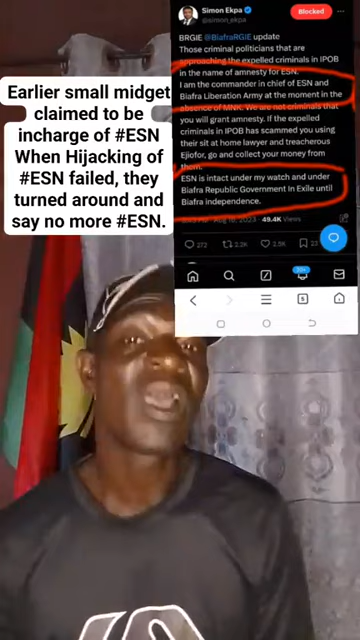 Simon Ekpa
@simon_ekpa
Blocked
BRGIE @BiafraRGIE update
Those criminal politicians that are
approaching the expelled criminals in IPOB
in the name of amnesty for ESN.
I am the commander in chief of ESN and
Biafra Liberation Army at the moment in the
absence of MNK. We are not criminals that
you will grant amnesty. If the expelled
criminals in IPOB has scammed you using
their sit at home lawyer and treacherous
Ejiofor, go and collect your money from
them.
ESN is intact under my watch and under
Biafra Republic Government In Exile until
Biafra independence.
49.4K Views
272
2.3K
2.5K
22
Earlier small midget
claimed to be
incharge of #ESN
When Hijacking of
#ESN failed, they
turned around and
say no more #ESN.